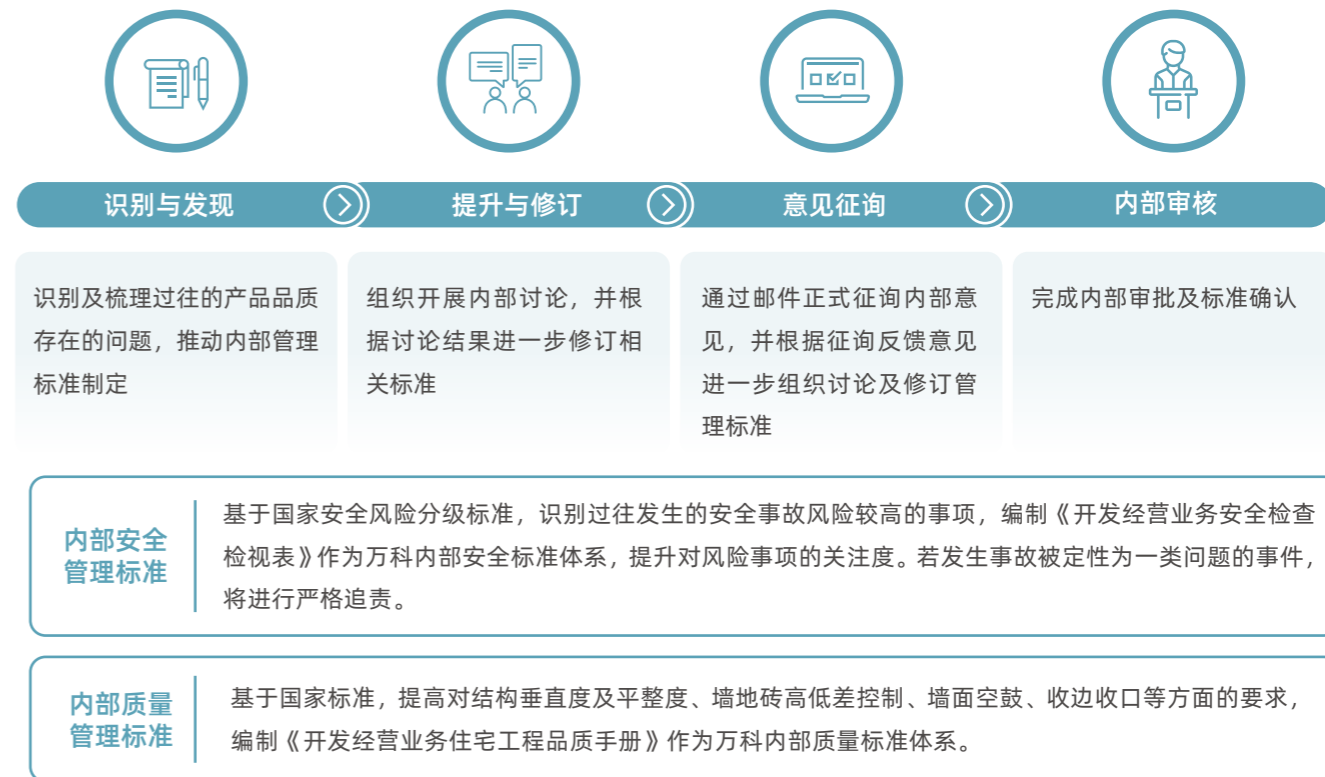 识别与发现
提升与修订
意见征询
内部审核
识别及梳理过往的产品品质
存在的问题，推动内部管理
标准制定
组织开展内部讨论，并根
据讨论结果进一步修订相
关标准
通过邮件正式征询内部意
见，并根据征询反馈意见
进一步组织讨论及修订管
理标准
完成内部审批及标准确认
内部安全
管理标准
基于国家安全风险分级标准，识别过往发生的安全事故风险较高的事项，编制《开发经营业务安全检查
检视表》作为万科内部安全标准体系，提升对风险事项的关注度。若发生事故被定性为一类问题的事件，
将进行严格追责。
内部质量
管理标准
基于国家标准，提高对结构垂直度及平整度、墙地砖高低差控制、墙面空鼓、收边收口等方面的要求，
编制《开发经营业务住宅工程品质手册》作为万科内部质量标准体系。